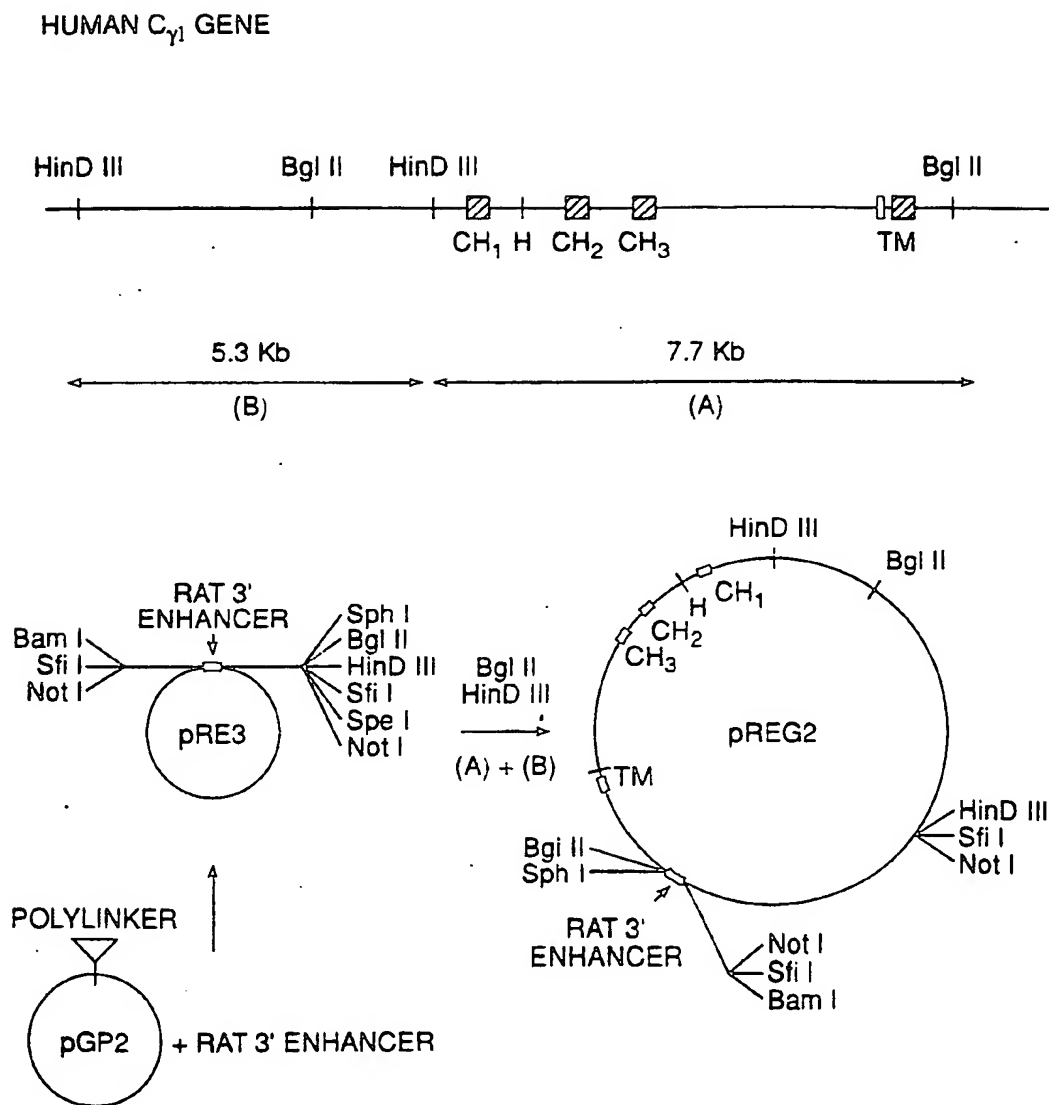 HUMAN Cγ1 GENE
HinD III Bgl II HinD III Bgl II
CH1 H CH2 CH3 TM
5.3 Kb 7.7 Kb
(B) (A)
RAT 3'
ENHANCER
Bam I
Sfi I
Not I
Sph I
Bgl II
HinD III
Sfi I
Spe I
Not I
pRE3
Bgl II
HinD III
(A) + (B)
HinD III
Bgl II
CH1
H
CH2
CH3
pREG2
TM
HinD III
Sfi I
Not I
Bgi II
Sph I
RAT 3'
ENHANCER
Not I
Sfi I
Bam I
POLYLINKER
pGP2 + RAT 3' ENHANCER